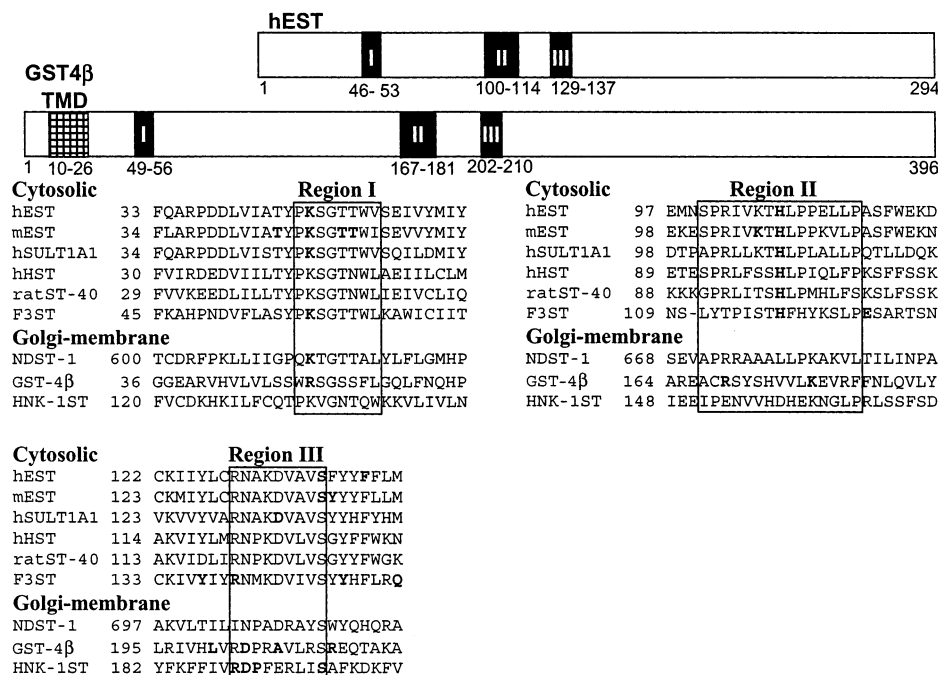 hEST
I II III
1 46- 53 100-114 129-137 294
GST4β
TMD
I II III
1 10-26 49-56 167-181 202-210 396
Cytosolic Region I
hEST 33 FQARPDDLVIATYPKSGTTWVSEIVYMIY
mEST 34 FLARPDDLVIATYPKSGTTWISEVVYMIY
hSULT1A1 34 FQARPDDLLISTYPKSGTTWVSQILDMIY
hHST 30 FVIRDEDVIILTYPKSGTNWLAEIILCLM
ratST-40 29 FVVKEEDLILLTYPKSGTNWLIEIVCLIQ
F3ST 45 FKAHPNDVFLASYPKSGTTWLKAWICIIT
Golgi-membrane
NDST-1 600 TCDRFPKLLIIGPQKTGTTALYLFLGMHP
GST-4β 36 GGEARVHVLVLSSWRSGSSFLGQLFNQHP
HNK-1ST 120 FVCDKHKILFCQTPKVGNTQWKKVLIVLN
Region II
hEST 97 EMNSPRIVKTHLPPELLPASFWEKD
mEST 98 EKESPRIVKTHLPPKVLPASFWEKN
hSULT1A1 98 DTPAPRLLKTHLPLALLPQTLLDQK
hHST 89 ETESPRLFSSHLPIQLFPKSFFSSK
ratST-40 88 KKKGPRLITSHLPMHLFSKSLFSSK
F3ST 109 NS-LYTPISTHFHYKSLPESARTSN
NDST-1 668 SEVAPRRAAALLPKAKVLTILINPA
GST-4β 164 AREACRSYSHVVLKEVRFFNLQVLY
HNK-1ST 148 IEEIPENVVHDHEKNGLPRLSSFSD
Cytosolic Region III
hEST 122 CKIIYLCRNAKDVAVSFYYFFLM
mEST 123 CKMIYLCRNAKDVAVSYYYFLLM
hSULT1A1 123 VKVVYVARNAKDVAVSYYHFYHM
hHST 114 AKVIYLMRNPKDVLVSGYFFWKN
ratST-40 113 AKVIDLIRNPKDVLVSGYYFWGK
F3ST 133 CKIVYIYRNMKDVIVSYYHFLRQ
Golgi-membrane
NDST-1 697 AKVLTILINPADRAYSWYQHQRA
GST-4β 195 LRIVHLVRDPRAVLRSREQTAKA
HNK-1ST 182 YFKFFIVRDPFERLISAFKDKFV